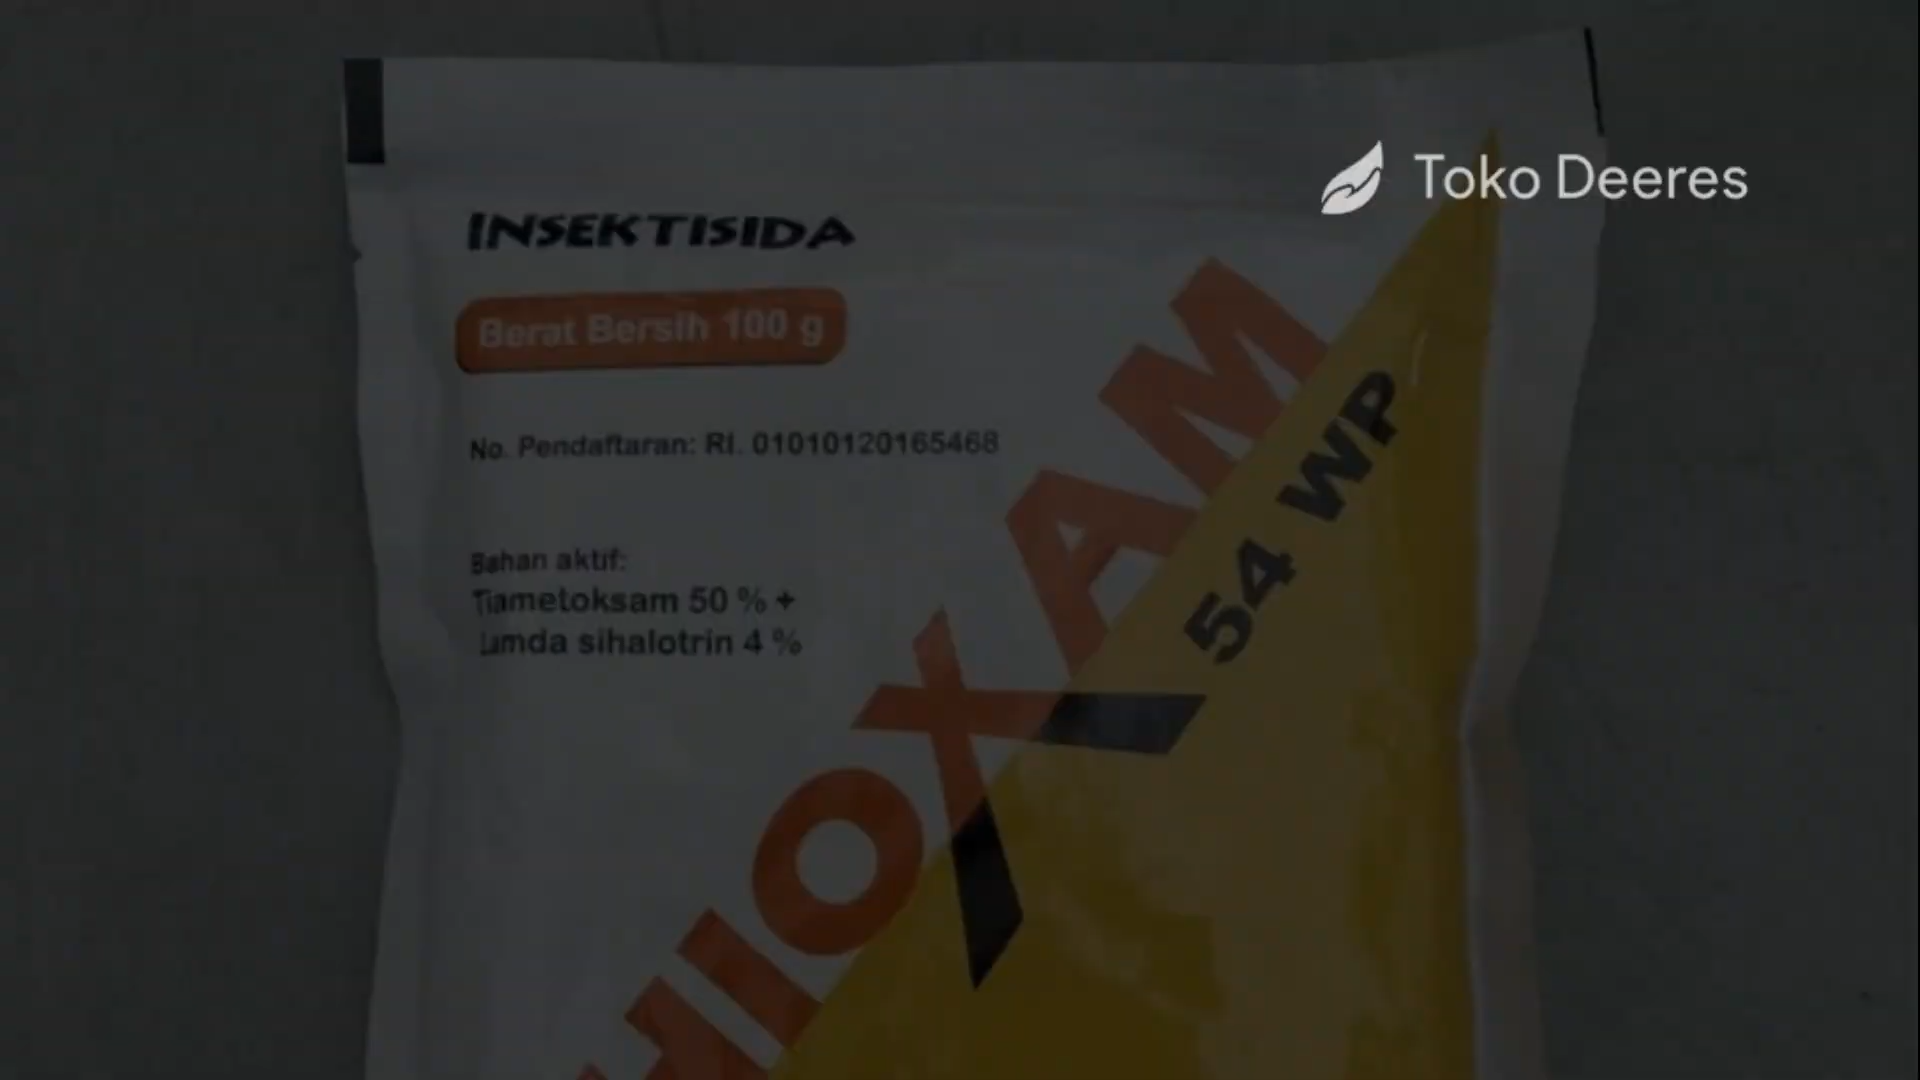 Toko Deeres
INSEKTISIDA
Berat Bersih 100 g
No. Pendaftaran: RI. 01010120165468
Bahan aktif:
Tiametoksam 50 % +
Lamda sihalotrin 4 %
HIOXAM
54 WP